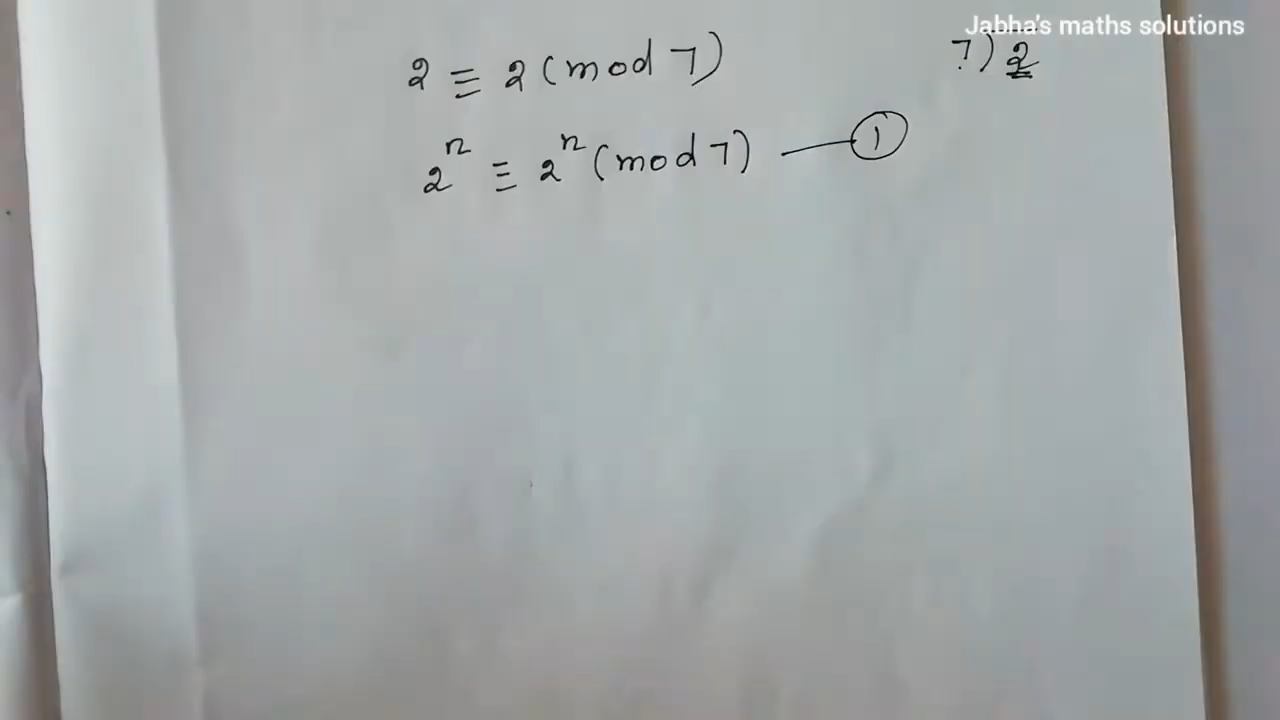 Jabha's maths solutions
2 ≡ 2 (mod 7)
7) 2
2ⁿ ≡ 2ⁿ (mod 7) — ①